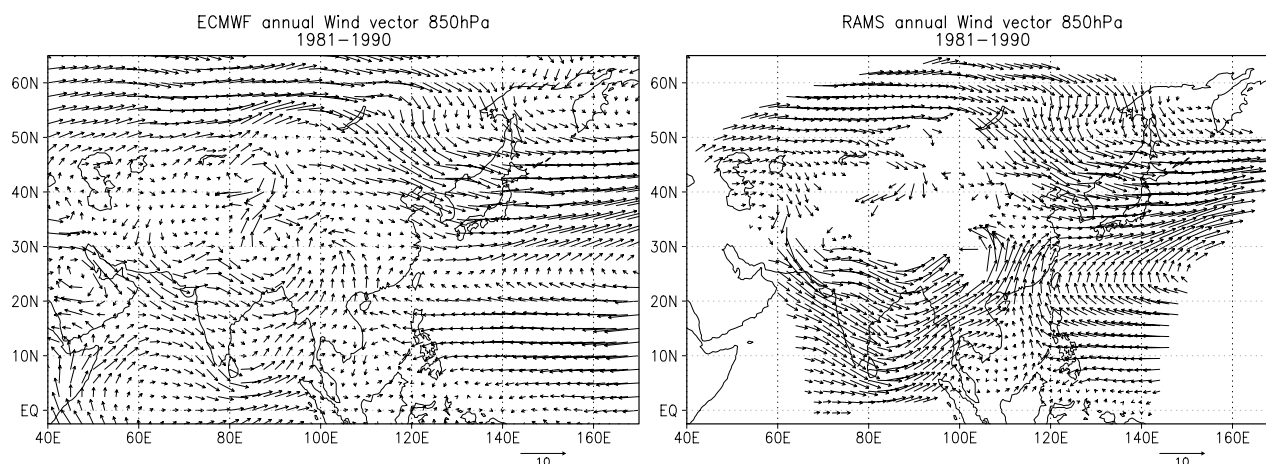 ECMWF annual Wind vector 850hPa
1981−1990
60N
50N
40N
30N
20N
10N
EQ
40E 60E 80E 100E 120E 140E 160E
10
RAMS annual Wind vector 850hPa
1981−1990
60N
50N
40N
30N
20N
10N
EQ
40E 60E 80E 100E 120E 140E 160E
10